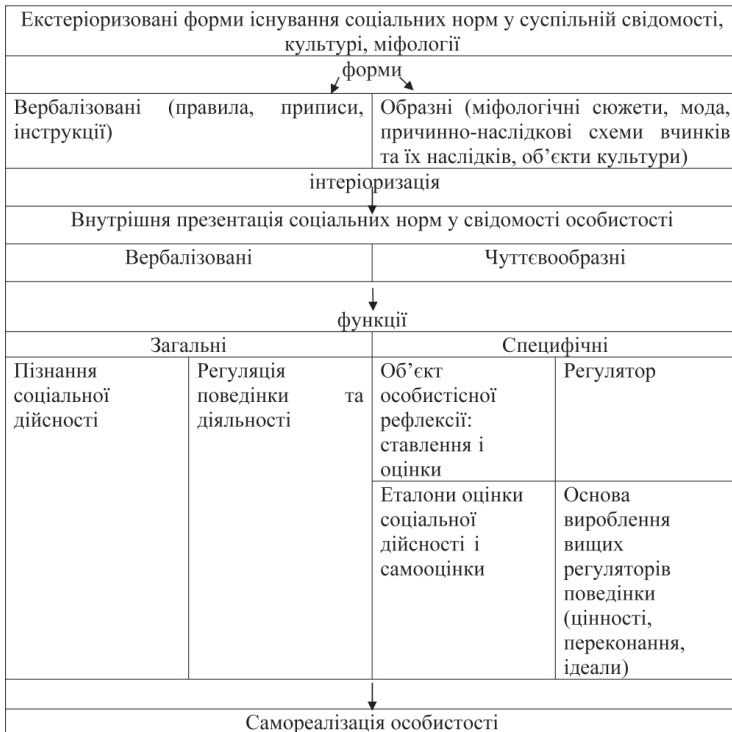 Екстеріоризовані форми існування соціальних норм у суспільній свідомості,
культурі, міфології
форми
Вербалізовані (правила, приписи,
інструкції)
Образні (міфологічні сюжети, мода,
причинно-наслідкові схеми вчинків
та їх наслідків, об’єкти культури)
інтеріоризація
Внутрішня презентація соціальних норм у свідомості особистості
Вербалізовані
Чуттєвообразні
функції
Загальні
Специфічні
Пізнання
соціальної
дійсності
Регуляція
поведінки та
діяльності
Об’єкт
особистісної
рефлексії:
ставлення і
оцінки
Регулятор
Еталони оцінки
соціальної
дійсності і
самооцінки
Основа
вироблення
вищих
регуляторів
поведінки
(цінності,
переконання,
ідеали)
Самореалізація особистості